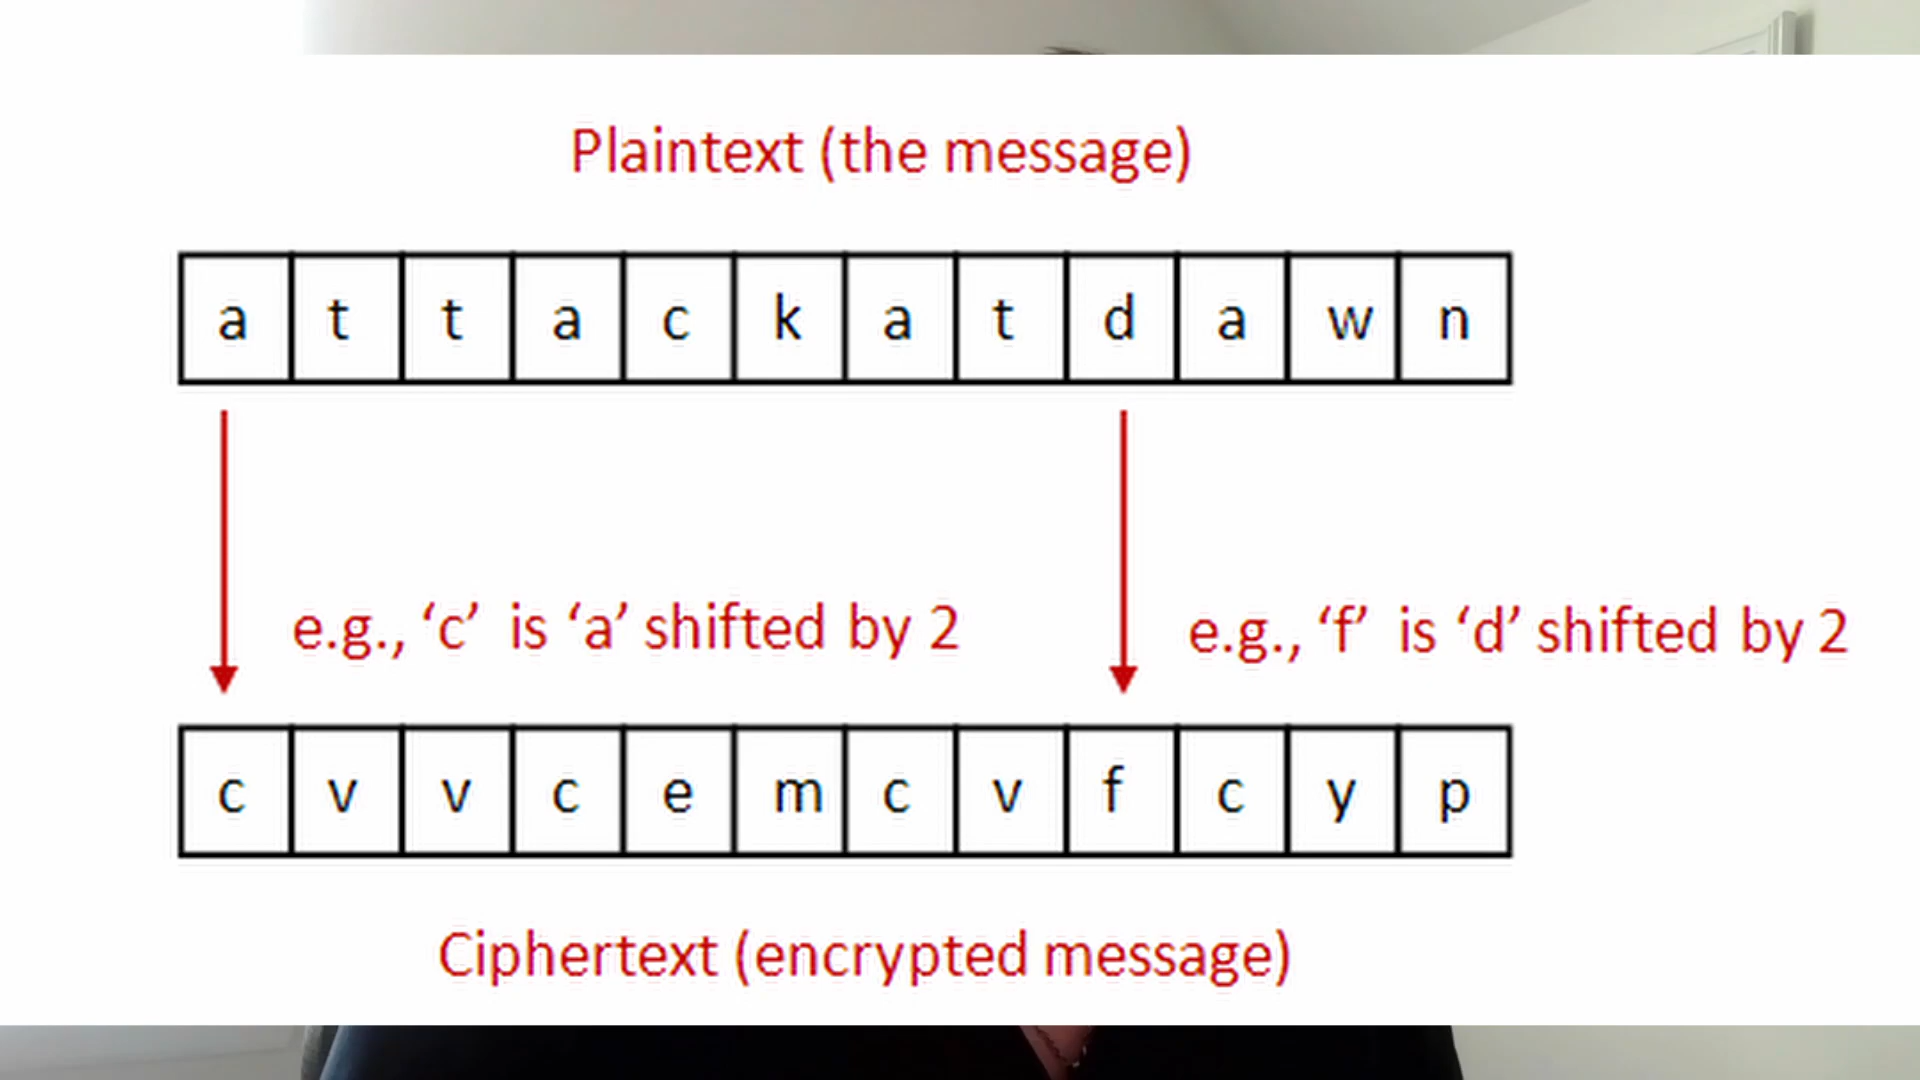 Plaintext (the message)
a t t a c k a t d a w n
e.g., ‘c’ is ‘a’ shifted by 2
e.g., ‘f’ is ‘d’ shifted by 2
c v v c e m c v f c y p
Ciphertext (encrypted message)